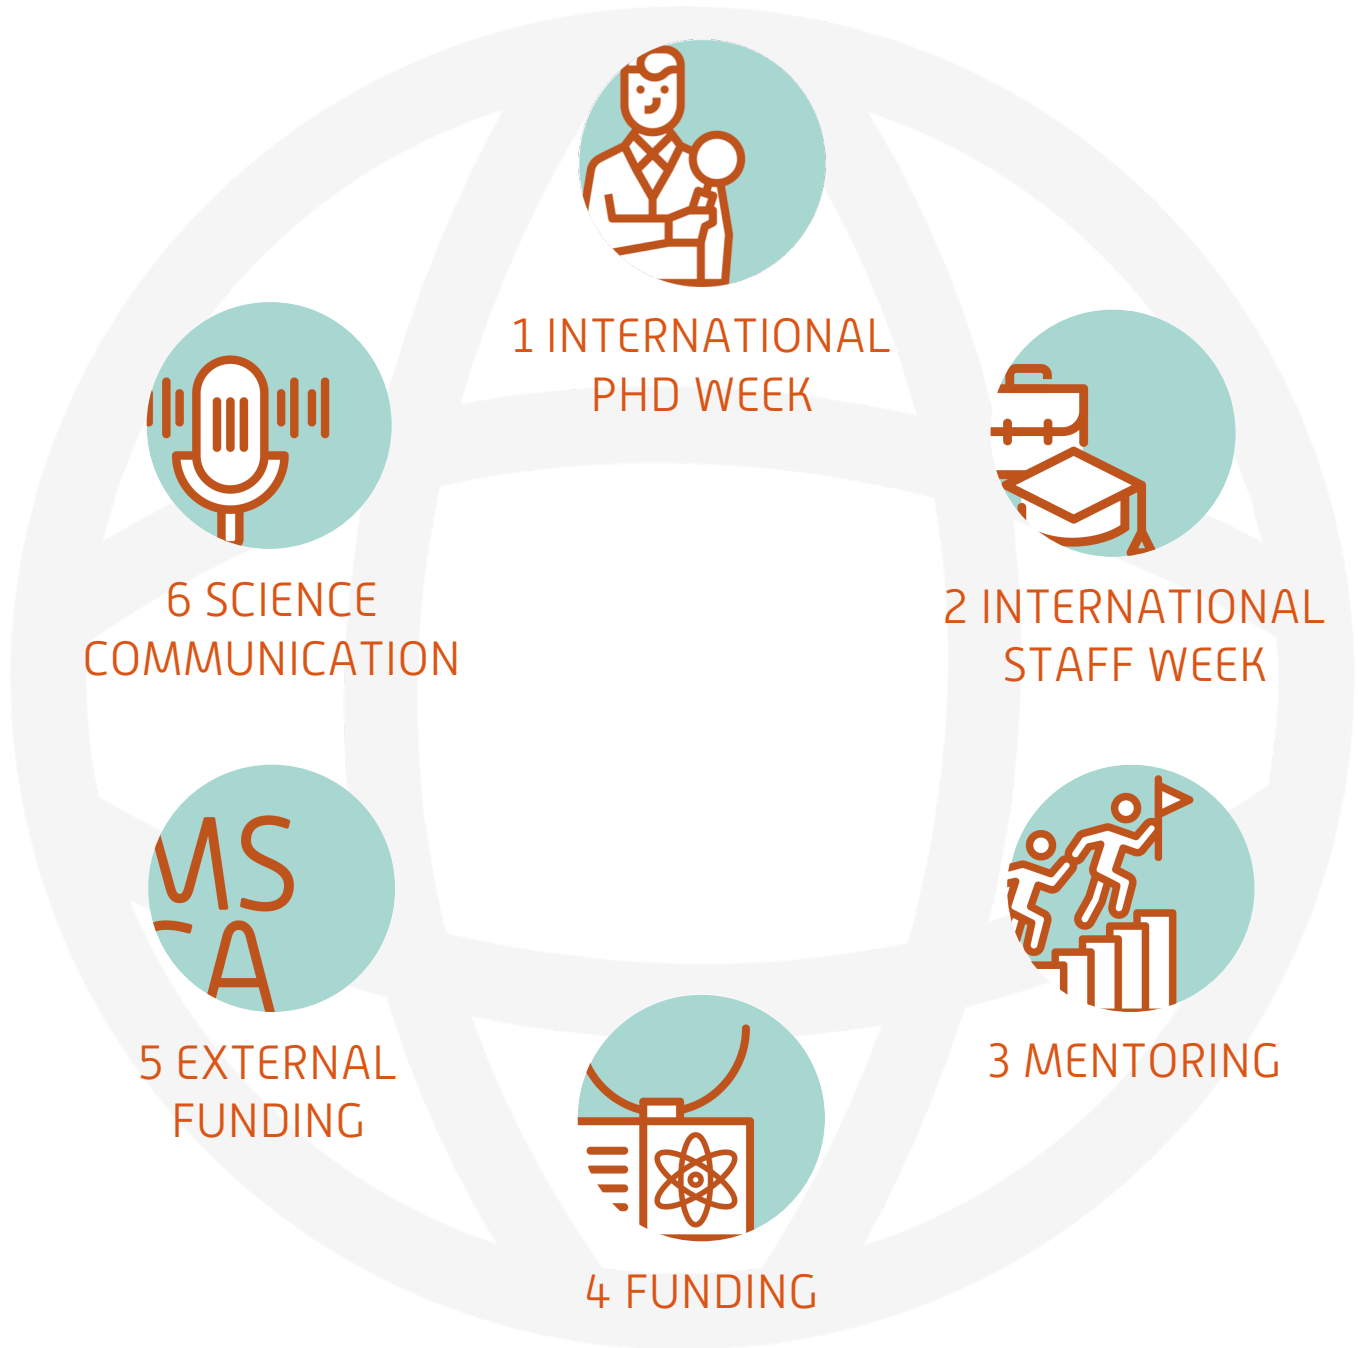 1 INTERNATIONAL
PHD WEEK
2 INTERNATIONAL
STAFF WEEK
3 MENTORING
4 FUNDING
MS
CA
5 EXTERNAL
FUNDING
6 SCIENCE
COMMUNICATION